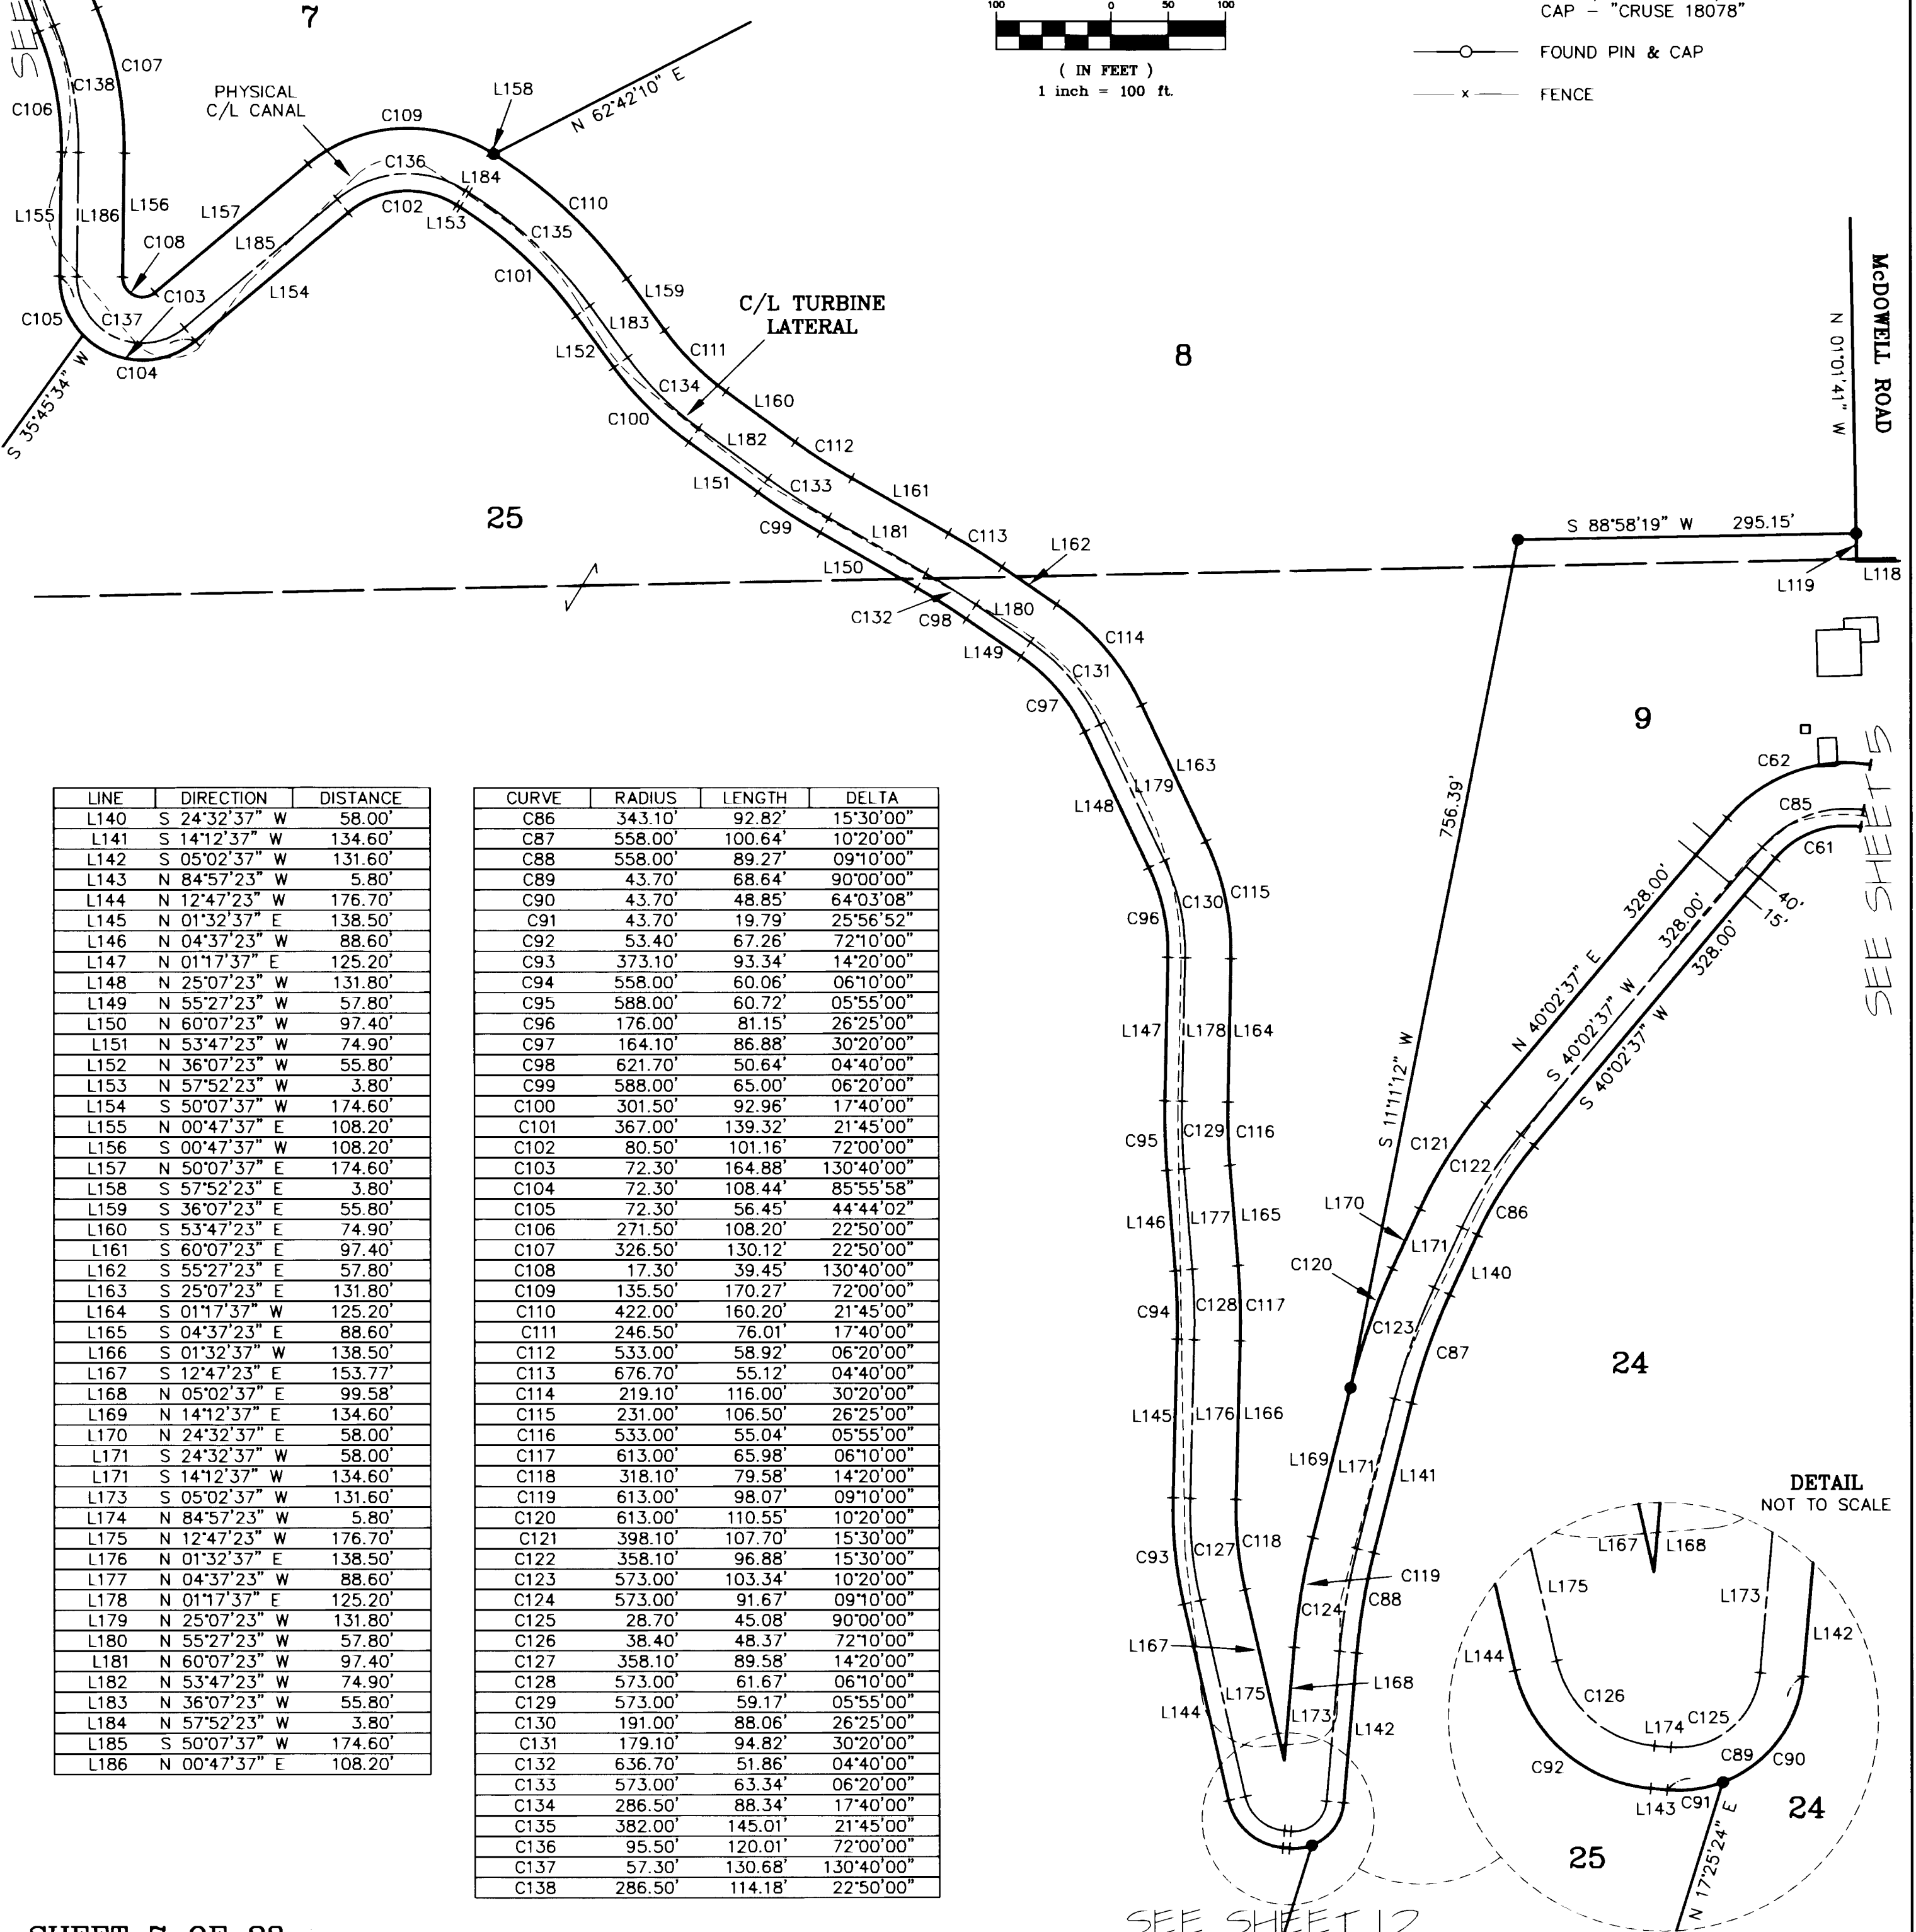 SEE
7
100 0 50 100
( IN FEET )
1 inch = 100 ft.
CAP – "CRUSE 18078"
FOUND PIN & CAP
FENCE
C107
C138
C106
PHYSICAL
C/L CANAL
L158
N 62°42'10" E
C109
C136
L184
C102
L153
C110
C135
L155
L186
L156
L157
C108
L185
C103
L154
C101
C105
C137
C104
S 35°45'34" W
L159
L183
L152
C/L TURBINE
LATERAL
C111
C134
L160
C100
L182
C112
C133
L151
L161
C99
L181
C113
L162
L150
C132
C98
L180
C114
L149
C131
C97
25
8
McDOWELL ROAD
N 01°01'41" W
S 88°58'19" W 295.15'
L119
L118
9
L163
L179
L148
756.39'
C62
C85
C61
SEE SHEET 5
C115
C130
C96
328.00'
328.00'
328.00'
40'
15'
N 40°02'37" E
S 40°02'37" W
S 40°02'37" W
L147
L178
L164
S 11°11'12" W
C95
C129
C116
C121
C122
L170
C86
L146
L177
L165
L171
C120
L140
C94
C128
C117
C123
C87
24
L145
L176
L166
L169
L171
L141
C93
C127
C118
C119
C124
C88
L167
L168
L175
L173
L144
L142
DETAIL
NOT TO SCALE
L167
L168
L175
L173
L144
L142
C126
L174
C125
C92
C89
C90
L143
C91
24
25
N 17°25'24" E
LINE DIRECTION DISTANCE
L140 S 24°32'37" W 58.00'
L141 S 14°12'37" W 134.60'
L142 S 05°02'37" W 131.60'
L143 N 84°57'23" W 5.80'
L144 N 12°47'23" W 176.70'
L145 N 01°32'37" E 138.50'
L146 N 04°37'23" W 88.60'
L147 N 01°17'37" E 125.20'
L148 N 25°07'23" W 131.80'
L149 N 55°27'23" W 57.80'
L150 N 60°07'23" W 97.40'
L151 N 53°47'23" W 74.90'
L152 N 36°07'23" W 55.80'
L153 N 57°52'23" W 3.80'
L154 S 50°07'37" W 174.60'
L155 N 00°47'37" E 108.20'
L156 S 00°47'37" W 108.20'
L157 N 50°07'37" E 174.60'
L158 S 57°52'23" E 3.80'
L159 S 36°07'23" E 55.80'
L160 S 53°47'23" E 74.90'
L161 S 60°07'23" E 97.40'
L162 S 55°27'23" E 57.80'
L163 S 25°07'23" E 131.80'
L164 S 01°17'37" W 125.20'
L165 S 04°37'23" E 88.60'
L166 S 01°32'37" W 138.50'
L167 S 12°47'23" E 153.77'
L168 N 05°02'37" E 99.58'
L169 N 14°12'37" E 134.60'
L170 N 24°32'37" E 58.00'
L171 S 24°32'37" W 58.00'
L171 S 14°12'37" W 134.60'
L173 S 05°02'37" W 131.60'
L174 N 84°57'23" W 5.80'
L175 N 12°47'23" W 176.70'
L176 N 01°32'37" E 138.50'
L177 N 04°37'23" W 88.60'
L178 N 01°17'37" E 125.20'
L179 N 25°07'23" W 131.80'
L180 N 55°27'23" W 57.80'
L181 N 60°07'23" W 97.40'
L182 N 53°47'23" W 74.90'
L183 N 36°07'23" W 55.80'
L184 N 57°52'23" W 3.80'
L185 S 50°07'37" W 174.60'
L186 N 00°47'37" E 108.20'
CURVE RADIUS LENGTH DELTA
C86 343.10' 92.82' 15°30'00"
C87 558.00' 100.64' 10°20'00"
C88 558.00' 89.27' 09°10'00"
C89 43.70' 68.64' 90°00'00"
C90 43.70' 48.85' 64°03'08"
C91 43.70' 19.79' 25°56'52"
C92 53.40' 67.26' 72°10'00"
C93 373.10' 93.34' 14°20'00"
C94 558.00' 60.06' 06°10'00"
C95 588.00' 60.72' 05°55'00"
C96 176.00' 81.15' 26°25'00"
C97 164.10' 86.88' 30°20'00"
C98 621.70' 50.64' 04°40'00"
C99 588.00' 65.00' 06°20'00"
C100 301.50' 92.96' 17°40'00"
C101 367.00' 139.32' 21°45'00"
C102 80.50' 101.16' 72°00'00"
C103 72.30' 164.88' 130°40'00"
C104 72.30' 108.44' 85°55'58"
C105 72.30' 56.45' 44°44'02"
C106 271.50' 108.20' 22°50'00"
C107 326.50' 130.12' 22°50'00"
C108 17.30' 39.45' 130°40'00"
C109 135.50' 170.27' 72°00'00"
C110 422.00' 160.20' 21°45'00"
C111 246.50' 76.01' 17°40'00"
C112 533.00' 58.92' 06°20'00"
C113 676.70' 55.12' 04°40'00"
C114 219.10' 116.00' 30°20'00"
C115 231.00' 106.50' 26°25'00"
C116 533.00' 55.04' 05°55'00"
C117 613.00' 65.98' 06°10'00"
C118 318.10' 79.58' 14°20'00"
C119 613.00' 98.07' 09°10'00"
C120 613.00' 110.55' 10°20'00"
C121 398.10' 107.70' 15°30'00"
C122 358.10' 96.88' 15°30'00"
C123 573.00' 103.34' 10°20'00"
C124 573.00' 91.67' 09°10'00"
C125 28.70' 45.08' 90°00'00"
C126 38.40' 48.37' 72°10'00"
C127 358.10' 89.58' 14°20'00"
C128 573.00' 61.67' 06°10'00"
C129 573.00' 59.17' 05°55'00"
C130 191.00' 88.06' 26°25'00"
C131 179.10' 94.82' 30°20'00"
C132 636.70' 51.86' 04°40'00"
C133 573.00' 63.34' 06°20'00"
C134 286.50' 88.34' 17°40'00"
C135 382.00' 145.01' 21°45'00"
C136 95.50' 120.01' 72°00'00"
C137 57.30' 130.68' 130°40'00"
C138 286.50' 114.18' 22°50'00"
SEE SHEET 12
SHEET 7 OF